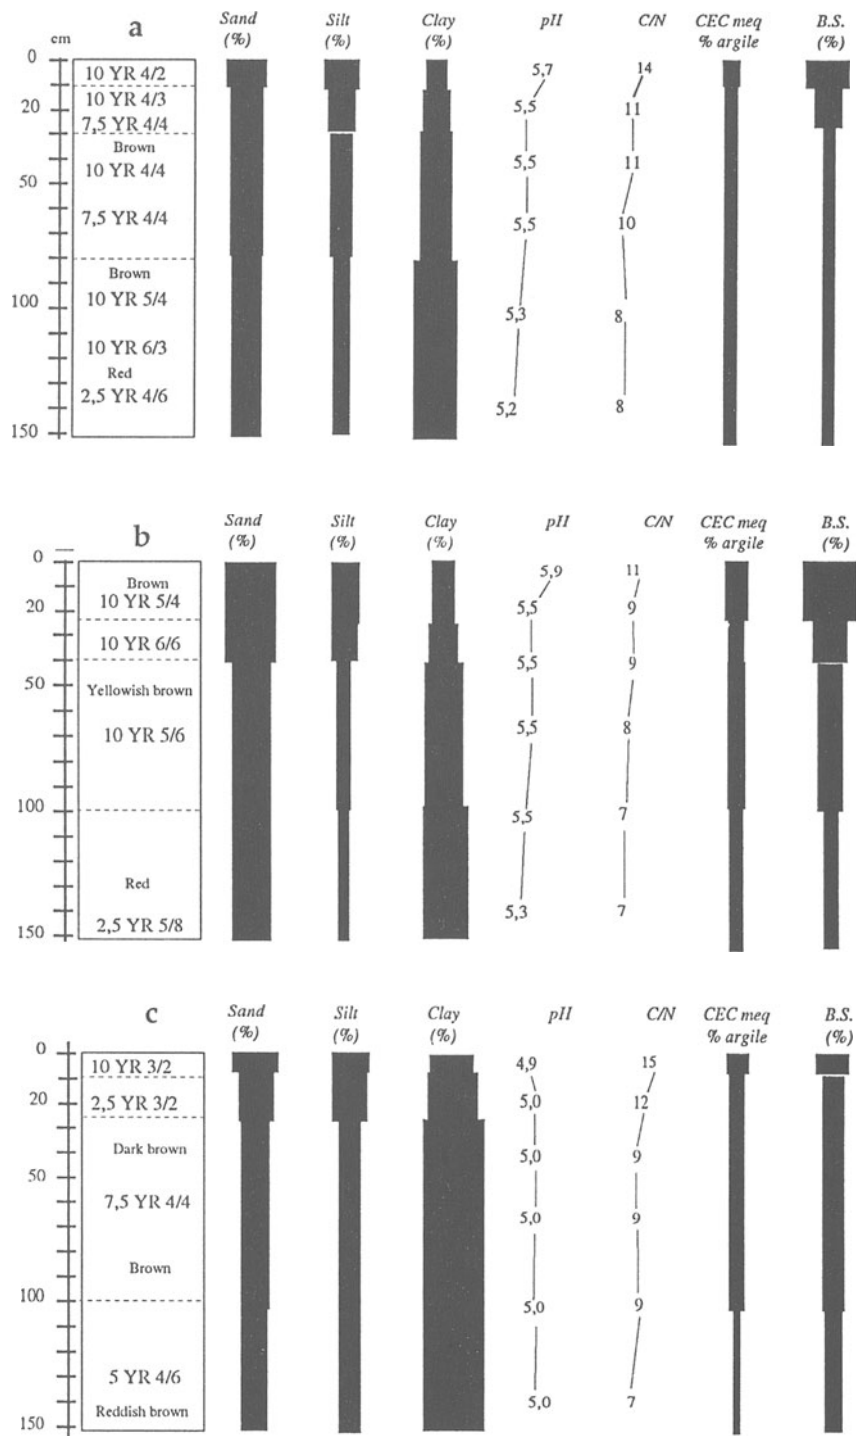 a
Sand Silt Clay pH C/N CEC meq B.S.
cm (%) (%) (%) % argile (%)
0 10 YR 4/2 5,7 14
10 YR 4/3 5,5 11
20 7,5 YR 4/4
Brown
10 YR 4/4 5,5 11
50
7,5 YR 4/4 5,5 10
Brown
100 10 YR 5/4 5,3 8
10 YR 6/3
Red
2,5 YR 4/6 5,2 8
150
b
Sand Silt Clay pH C/N CEC meq B.S.
(%) (%) (%) % argile (%)
0
Brown 5,9 11
20 10 YR 5/4 5,5 9
10 YR 6/6
5,5 9
50 Yellowish brown
10 YR 5/6 5,5 8
100 5,5 7
Red
2,5 YR 5/8 5,3 7
150
c
Sand Silt Clay pH C/N CEC meq B.S.
(%) (%) (%) % argile (%)
0 10 YR 3/2 4,9 15
20 2,5 YR 3/2 5,0 12
Dark brown 5,0 9
50
7,5 YR 4/4 5,0 9
Brown
100 5,0 9
5 YR 4/6
Reddish brown 5,0 7
150